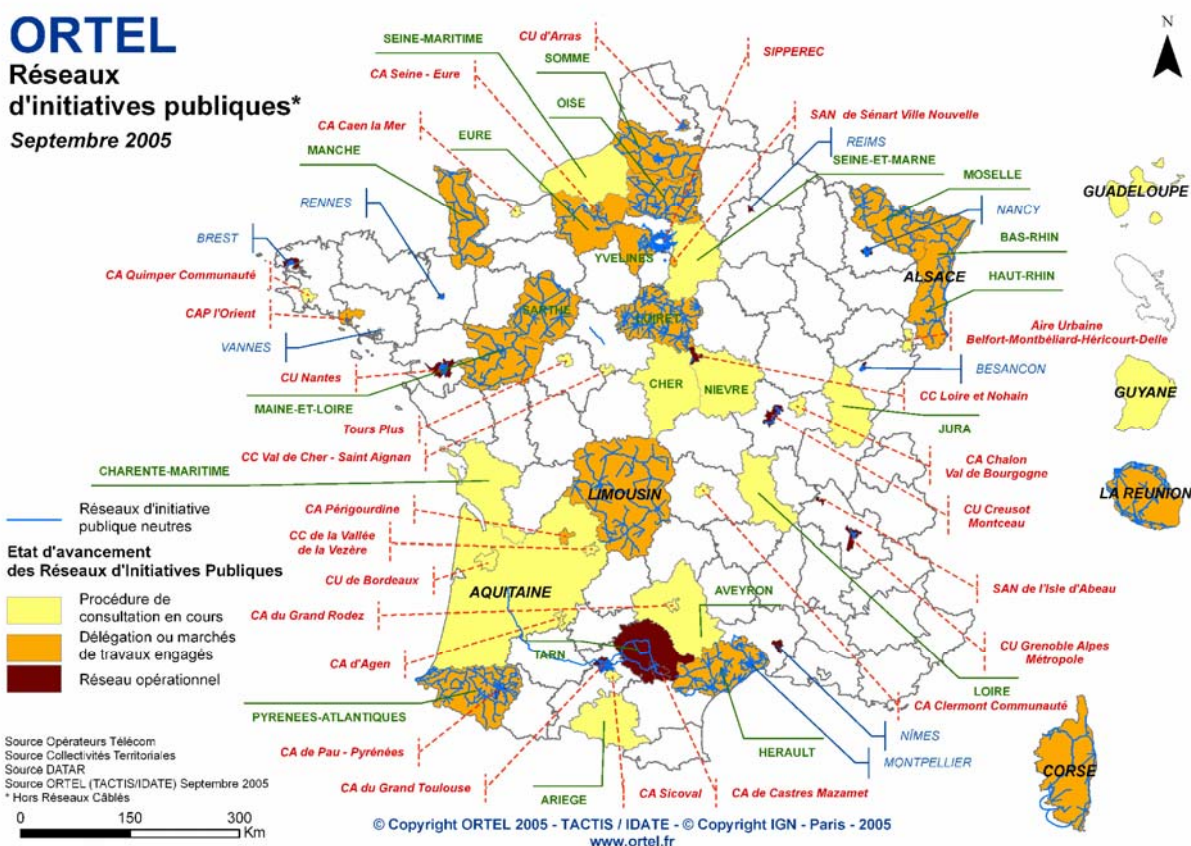 ORTEL
Réseaux
d'initiatives publiques*
Septembre 2005
N
SEINE-MARITIME
CU d'Arras
SIPPEREC
CA Seine - Eure
SOMME
OISE
SAN de Sénart Ville Nouvelle
CA Caen la Mer
EURE
REIMS
MANCHE
SEINE-ET-MARNE
MOSELLE
GUADELOUPE
RENNES
NANCY
BREST
BAS-RHIN
YVELINES
CA Quimper Communauté
ALSACE
HAUT-RHIN
SARTHE
LOIRET
CAP l'Orient
Aire Urbaine
Belfort-Montbéliard-Héricourt-Delle
VANNES
BESANCON
CU Nantes
CHER
NIEVRE
CC Loire et Nohain
GUYANE
MAINE-ET-LOIRE
Tours Plus
JURA
CC Val de Cher - Saint Aignan
CA Chalon
Val de Bourgogne
CHARENTE-MARITIME
LIMOUSIN
LA REUNION
CA Périgourdine
CU Creusot
Montceau
CC de la Vallée
de la Vezère
CU de Bordeaux
AQUITAINE
AVEYRON
SAN de l'Isle d'Abeau
CA du Grand Rodez
CU Grenoble Alpes
Métropole
CA d'Agen
TARN
LOIRE
CA Clermont Communauté
PYRENEES-ATLANTIQUES
HERAULT
NÎMES
CA de Pau - Pyrénées
MONTPELLIER
CORSE
CA du Grand Toulouse
ARIEGE
CA Sicoval
CA de Castres Mazamet
Réseaux d'initiative
publique neutres
Etat d'avancement
des Réseaux d'Initiatives Publiques
Procédure de
consultation en cours
Délégation ou marchés
de travaux engagés
Réseau opérationnel
Source Opérateurs Télécom
Source Collectivités Territoriales
Source DATAR
Source ORTEL (TACTIS/IDATE) Septembre 2005
* Hors Réseaux Câblés
0 150 300
Km
© Copyright ORTEL 2005 - TACTIS / IDATE - © Copyright IGN - Paris - 2005
www.ortel.fr